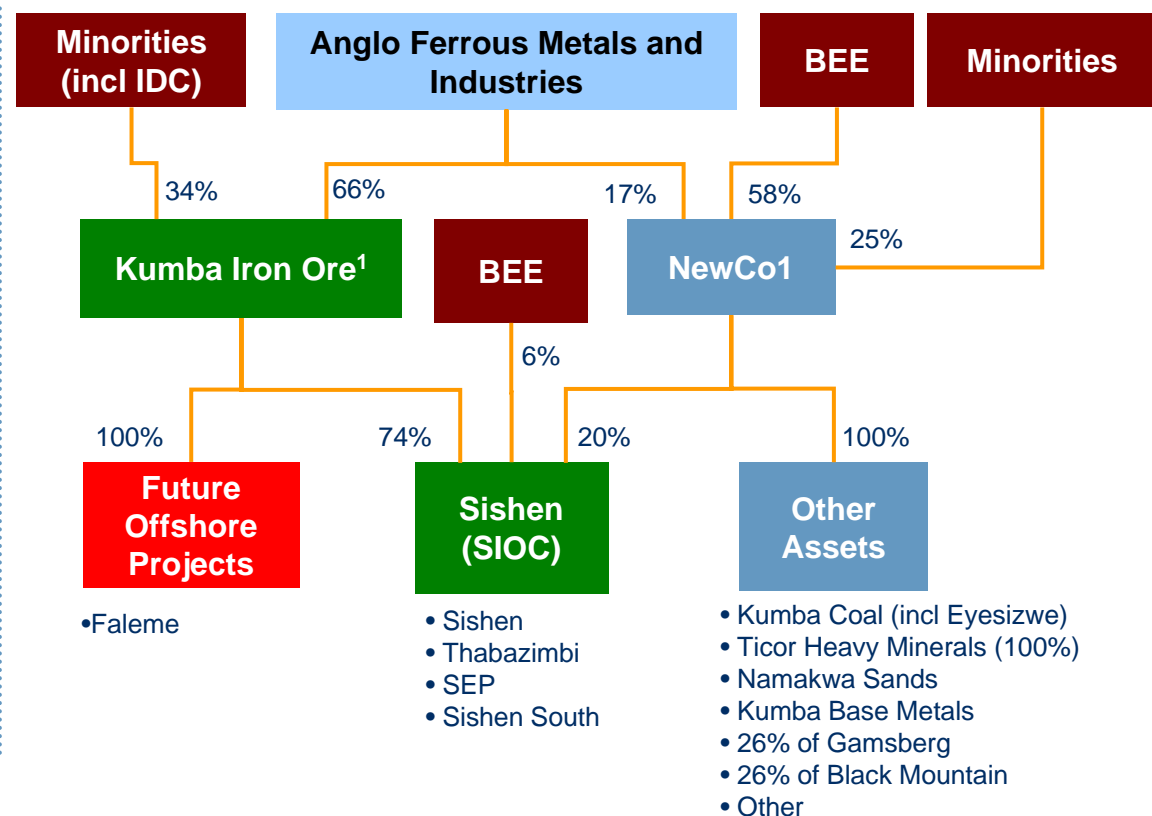 Minorities
(incl IDC)
Anglo Ferrous Metals and
Industries
BEE
Minorities
34%
66%
17%
58%
25%
Kumba Iron Ore¹
BEE
NewCo1
6%
100%
74%
20%
100%
Future
Offshore
Projects
Sishen
(SIOC)
Other
Assets
•Faleme
• Sishen
• Thabazimbi
• SEP
• Sishen South
• Kumba Coal (incl Eyesizwe)
• Ticor Heavy Minerals (100%)
• Namakwa Sands
• Kumba Base Metals
• 26% of Gamsberg
• 26% of Black Mountain
• Other